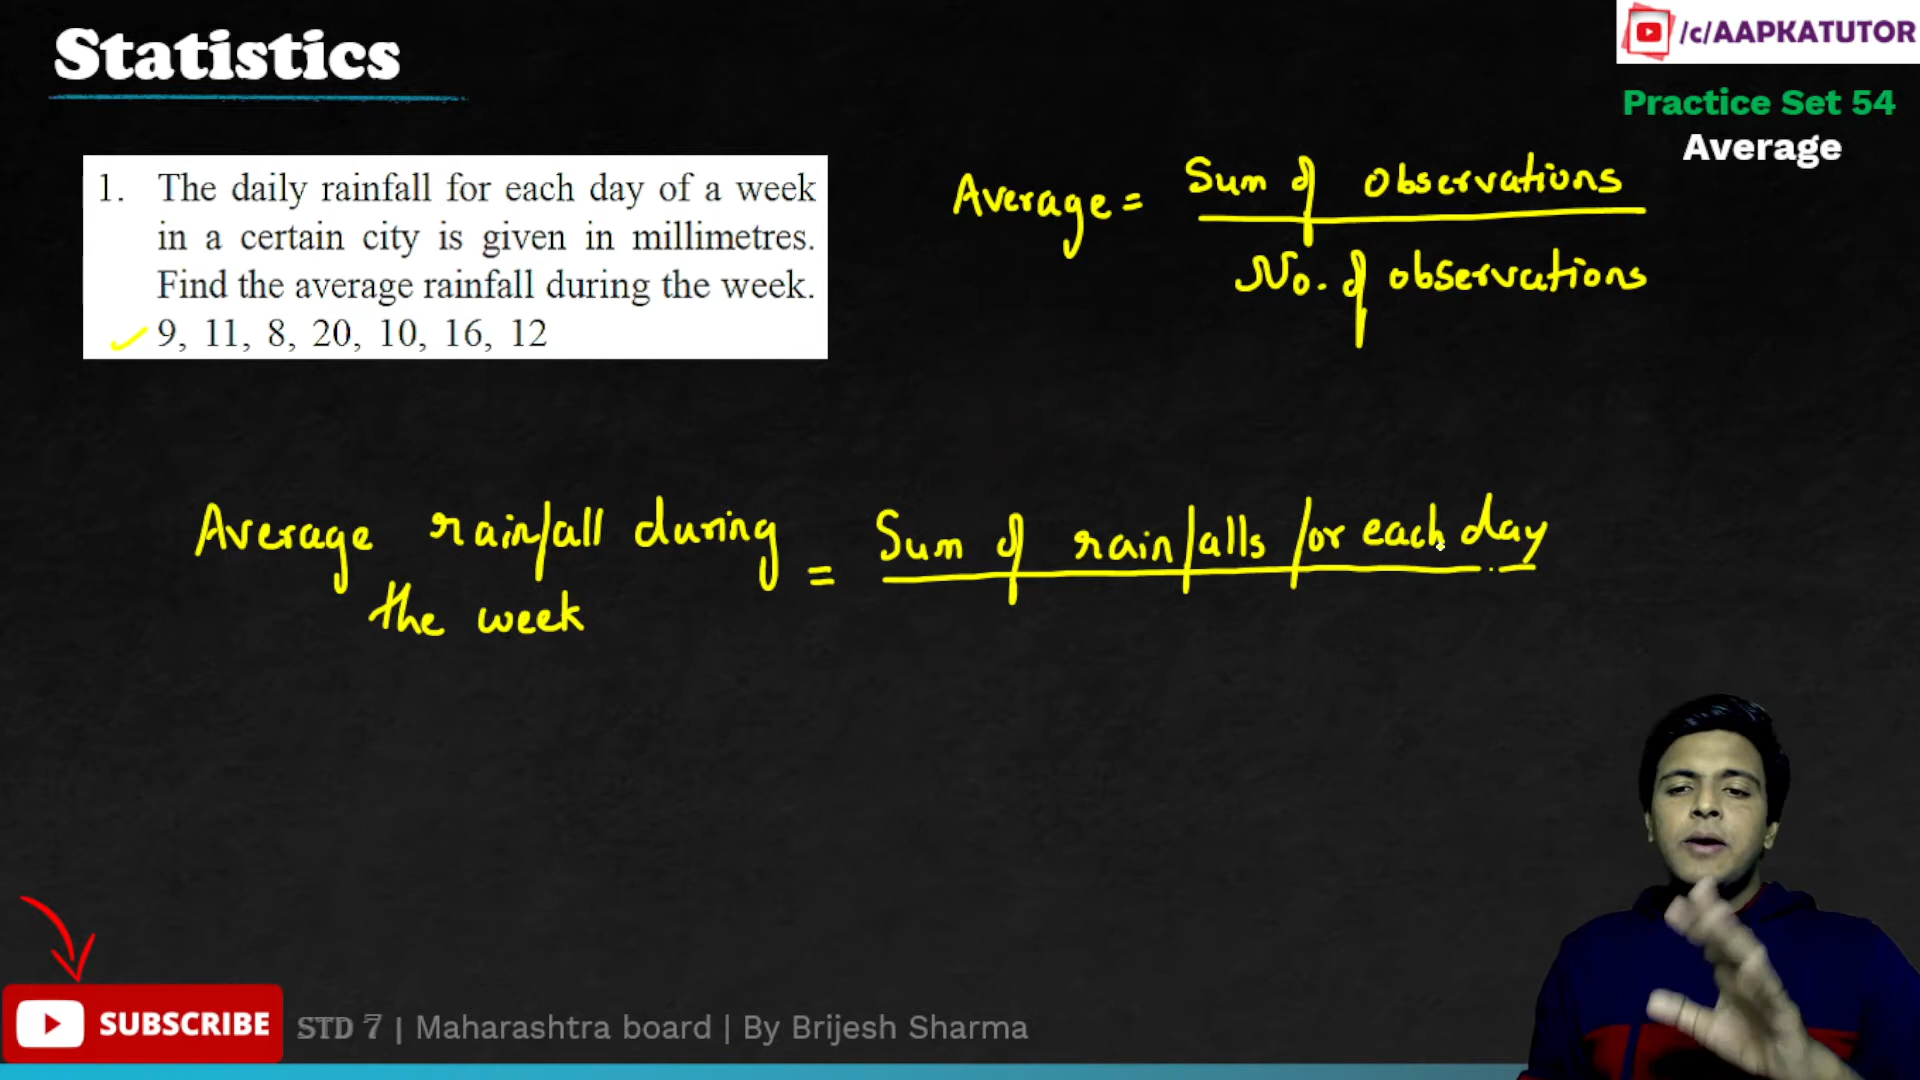 Statistics
/c/AAPKATUTOR
Practice Set 54
Average
1. The daily rainfall for each day of a week
in a certain city is given in millimetres.
Find the average rainfall during the week.
9, 11, 8, 20, 10, 16, 12
Average = Sum of observations
No. of observations
Average rainfall during
the week
= Sum of rainfalls for each day
SUBSCRIBE
STD 7 | Maharashtra board | By Brijesh Sharma